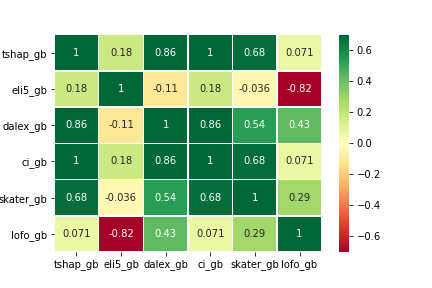 tshap_gb 1 0.18 0.86 1 0.68 0.071
eli5_gb 0.18 1 -0.11 0.18 -0.036 -0.82
dalex_gb 0.86 -0.11 1 0.86 0.54 0.43
ci_gb 1 0.18 0.86 1 0.68 0.071
skater_gb 0.68 -0.036 0.54 0.68 1 0.29
lofo_gb 0.071 -0.82 0.43 0.071 0.29 1
tshap_gb eli5_gb dalex_gb ci_gb skater_gb lofo_gb
0.6
0.4
0.2
0.0
−0.2
−0.4
−0.6